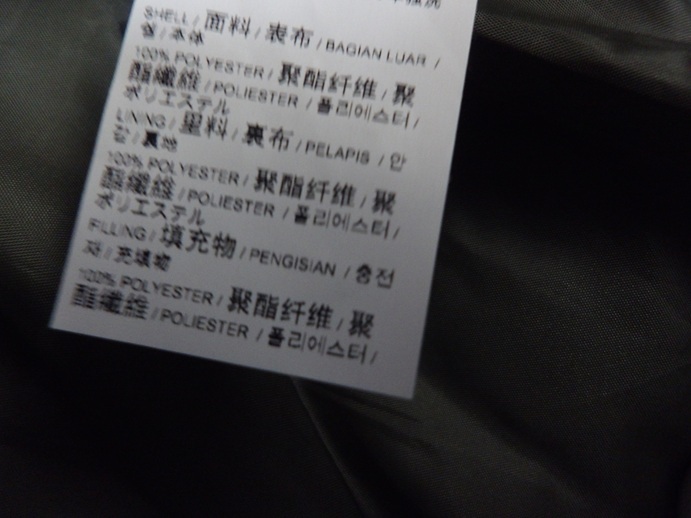 SHELL / 面料 / 表布 / BAGIAN LUAR /
겉 / 本体
100% POLYESTER / 聚酯纤维 / 聚
酯纖維 / POLIESTER / 폴리에스터 /
ポリエステル
LINING / 里料 / 裏布 / PELAPIS / 안
감 / 裏地
100% POLYESTER / 聚酯纤维 / 聚
酯纖維 / POLIESTER / 폴리에스터 /
ポリエステル
FILLING / 填充物 / PENGISIAN / 충전
재 / 充填物
100% POLYESTER / 聚酯纤维 / 聚
酯纖維 / POLIESTER / 폴리에스터 /